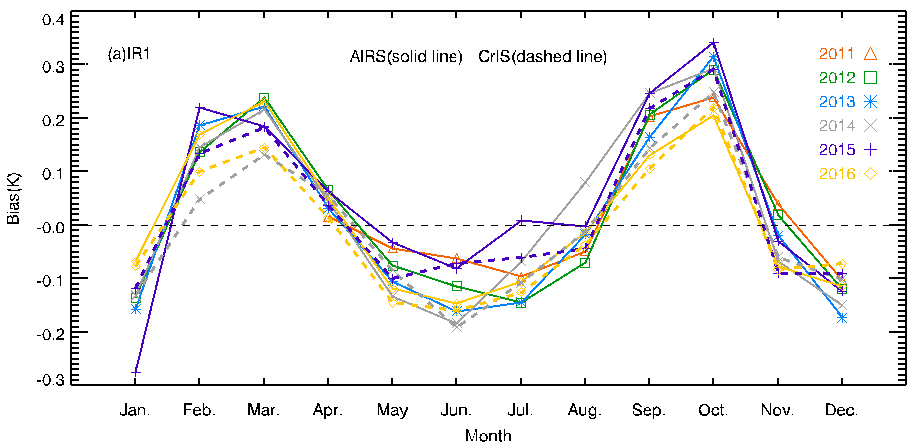 (a)IR1
AIRS(solid line) CrIS(dashed line)
2011
2012
2013
2014
2015
2016
0.4
0.3
0.2
0.1
-0.0
-0.1
-0.2
-0.3
Bias(K)
Jan. Feb. Mar. Apr. May Jun. Jul. Aug. Sep. Oct. Nov. Dec.
Month